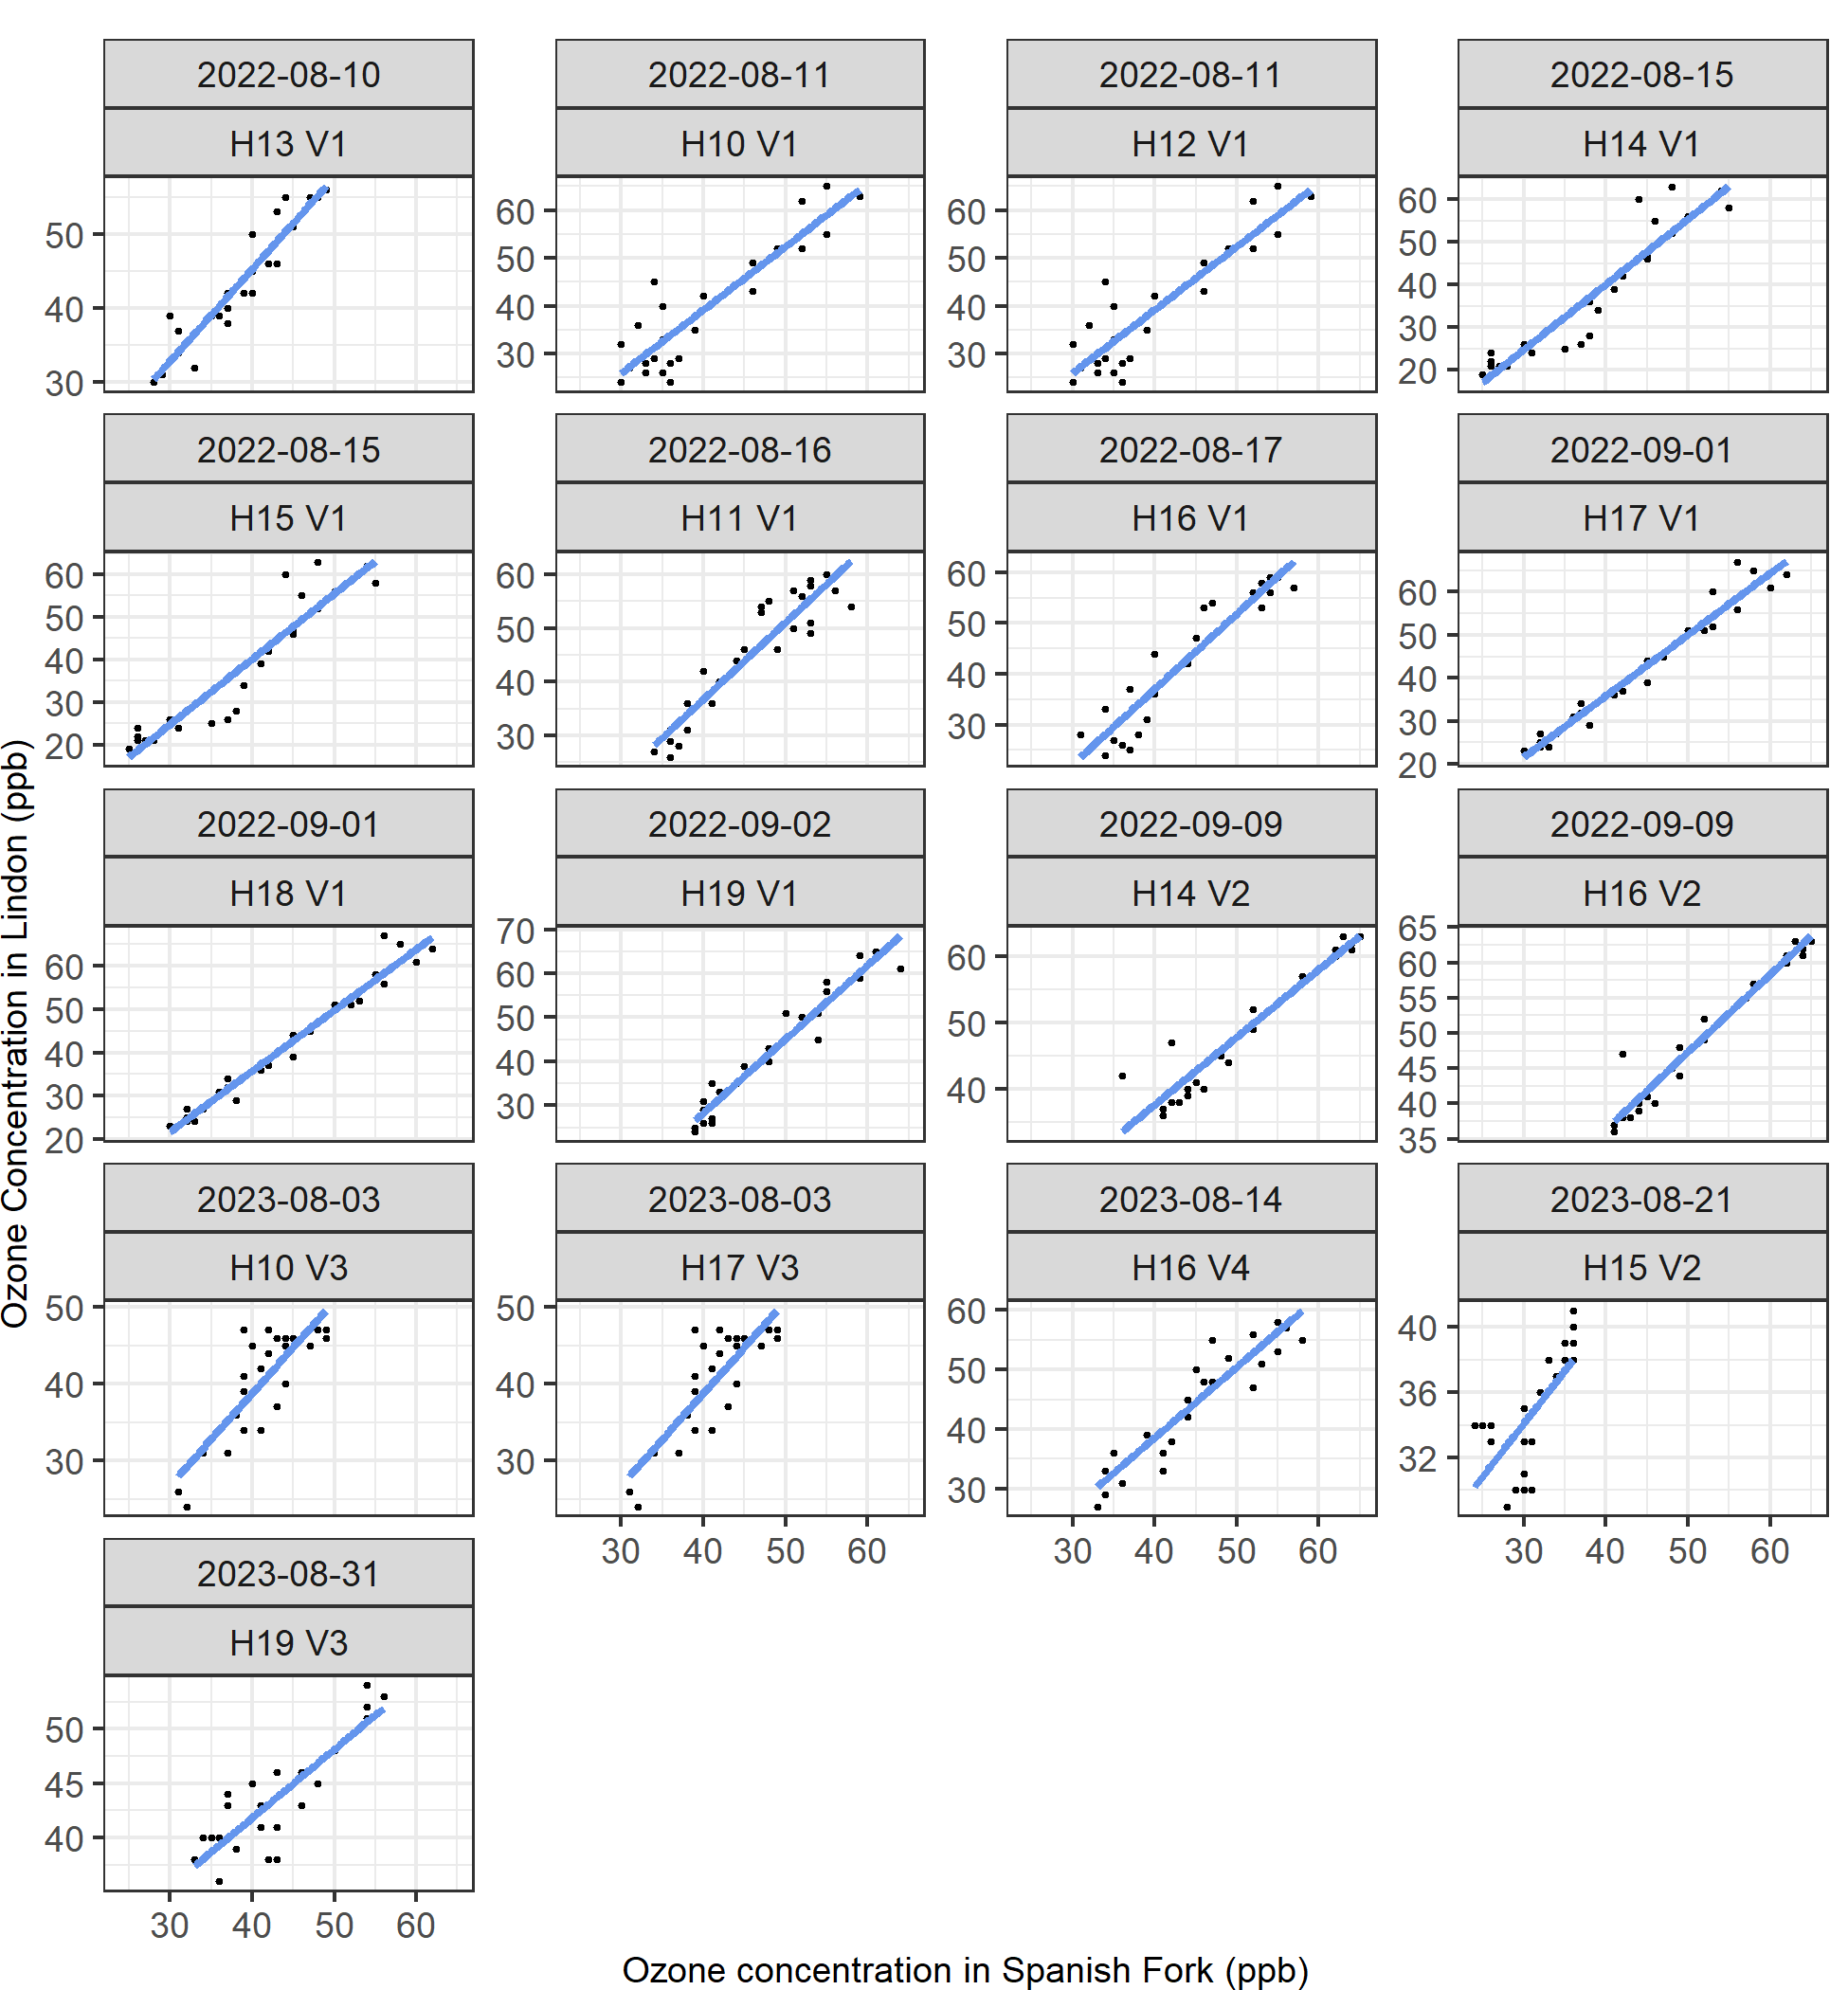 2022-08-10 2022-08-11 2022-08-11 2022-08-15
H13 V1 H10 V1 H12 V1 H14 V1
50 40 30
60 50 40 30
60 50 40 30
60 50 40 30 20
2022-08-15 2022-08-16 2022-08-17 2022-09-01
H15 V1 H11 V1 H16 V1 H17 V1
60 50 40 30 20
60 50 40 30
60 50 40 30
60 50 40 30 20
2022-09-01 2022-09-02 2022-09-09 2022-09-09
H18 V1 H19 V1 H14 V2 H16 V2
60 50 40 30 20
70 60 50 40 30
60 50 40
65 60 55 50 45 40 35
2023-08-03 2023-08-03 2023-08-14 2023-08-21
H10 V3 H17 V3 H16 V4 H15 V2
50 40 30
50 40 30
60 50 40 30
40 36 32
30 40 50 60 30 40 50 60 30 40 50 60
2023-08-31
H19 V3
50 45 40
30 40 50 60
Ozone concentration in Spanish Fork (ppb)
Ozone Concentration in Lindon (ppb)